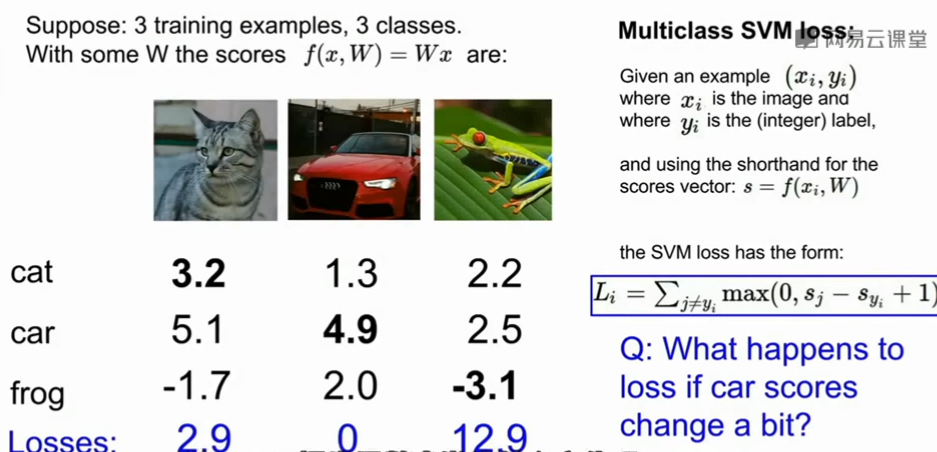 Suppose: 3 training examples, 3 classes.
With some W the scores f(x, W) = Wx are:
cat 3.2 1.3 2.2
car 5.1 4.9 2.5
frog -1.7 2.0 -3.1
Losses: 2.9 0 12.9
Multiclass SVM loss:
网易云课堂
Given an example (x_i, y_i)
where x_i is the image and
where y_i is the (integer) label,
and using the shorthand for the
scores vector: s = f(x_i, W)
the SVM loss has the form:
L_i = ∑_{j≠y_i} max(0, s_j − s_{y_i} + 1)
Q: What happens to
loss if car scores
change a bit?